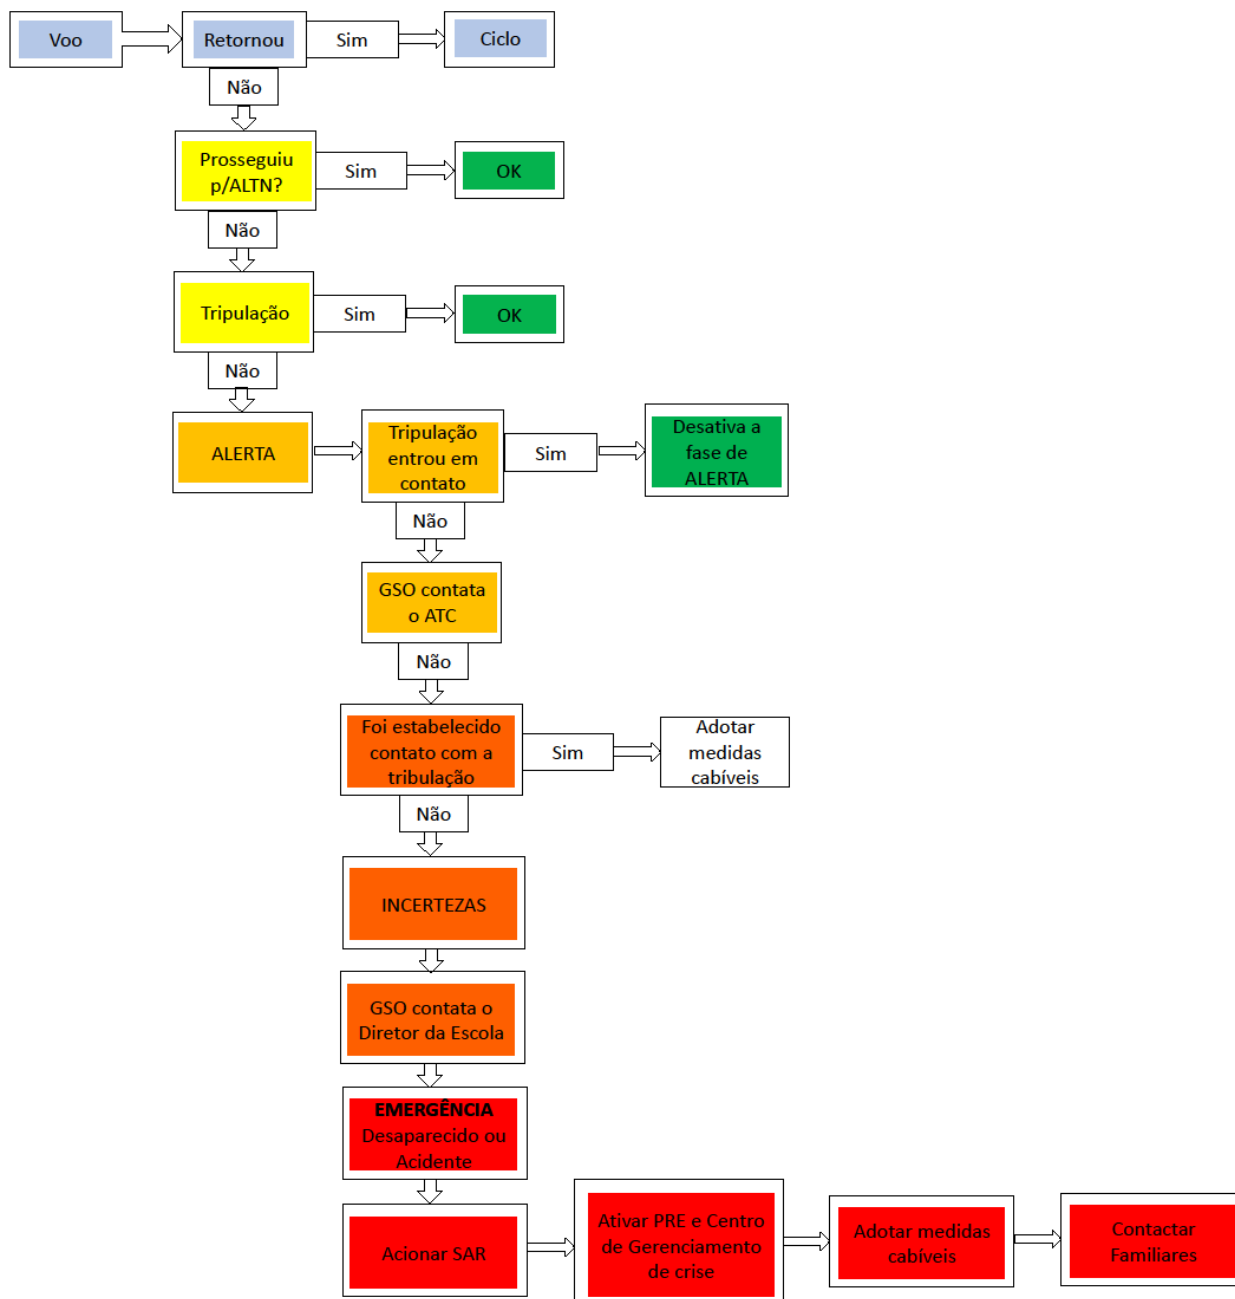 Voo
Retornou
Sim
Ciclo
Não
Prosseguiu
p/ALTN?
Sim
OK
Não
Tripulação
Sim
OK
Não
ALERTA
Tripulação
entrou em
contato
Sim
Desativa a
fase de
ALERTA
Não
GSO contata
o ATC
Não
Foi estabelecido
contato com a
tribulação
Sim
Adotar
medidas
cabíveis
Não
INCERTEZAS
GSO contata o
Diretor da Escola
EMERGÊNCIA
Desaparecido ou
Acidente
Acionar SAR
Ativar PRE e Centro
de Gerenciamento
de crise
Adotar medidas
cabíveis
Contactar
Familiares